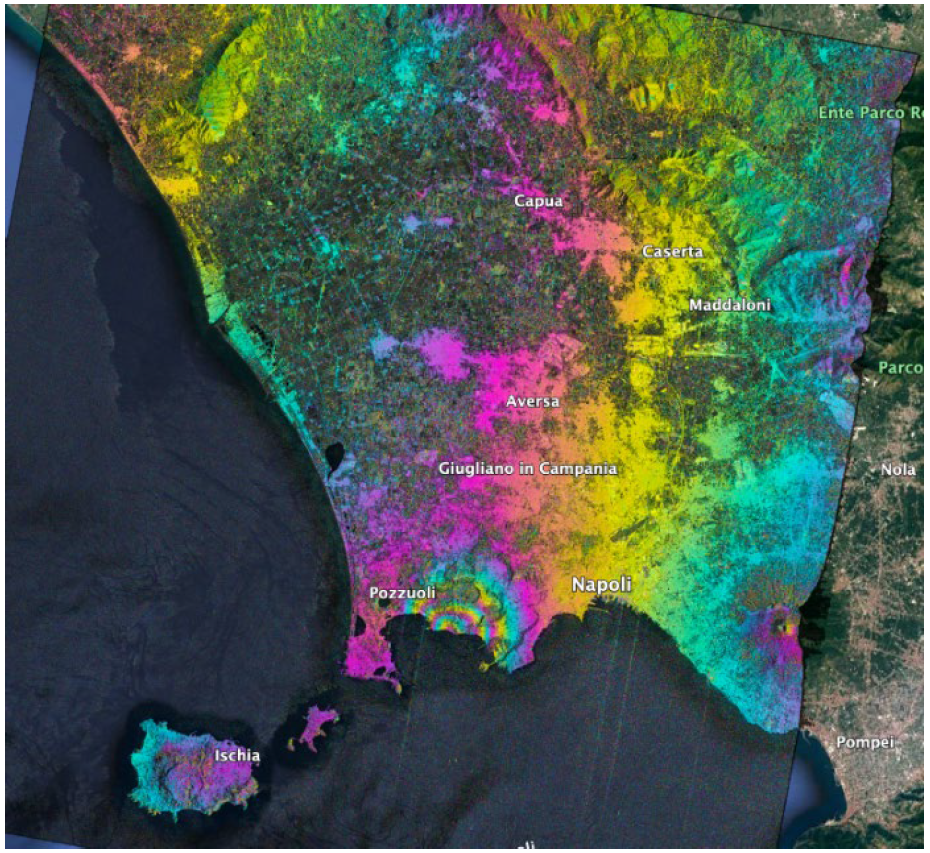 Ente Parco Re
Capua
Caserta
Maddaloni
Parco
Aversa
Giugliano in Campania
Nola
Napoli
Pozzuoli
Ischia
Pompei